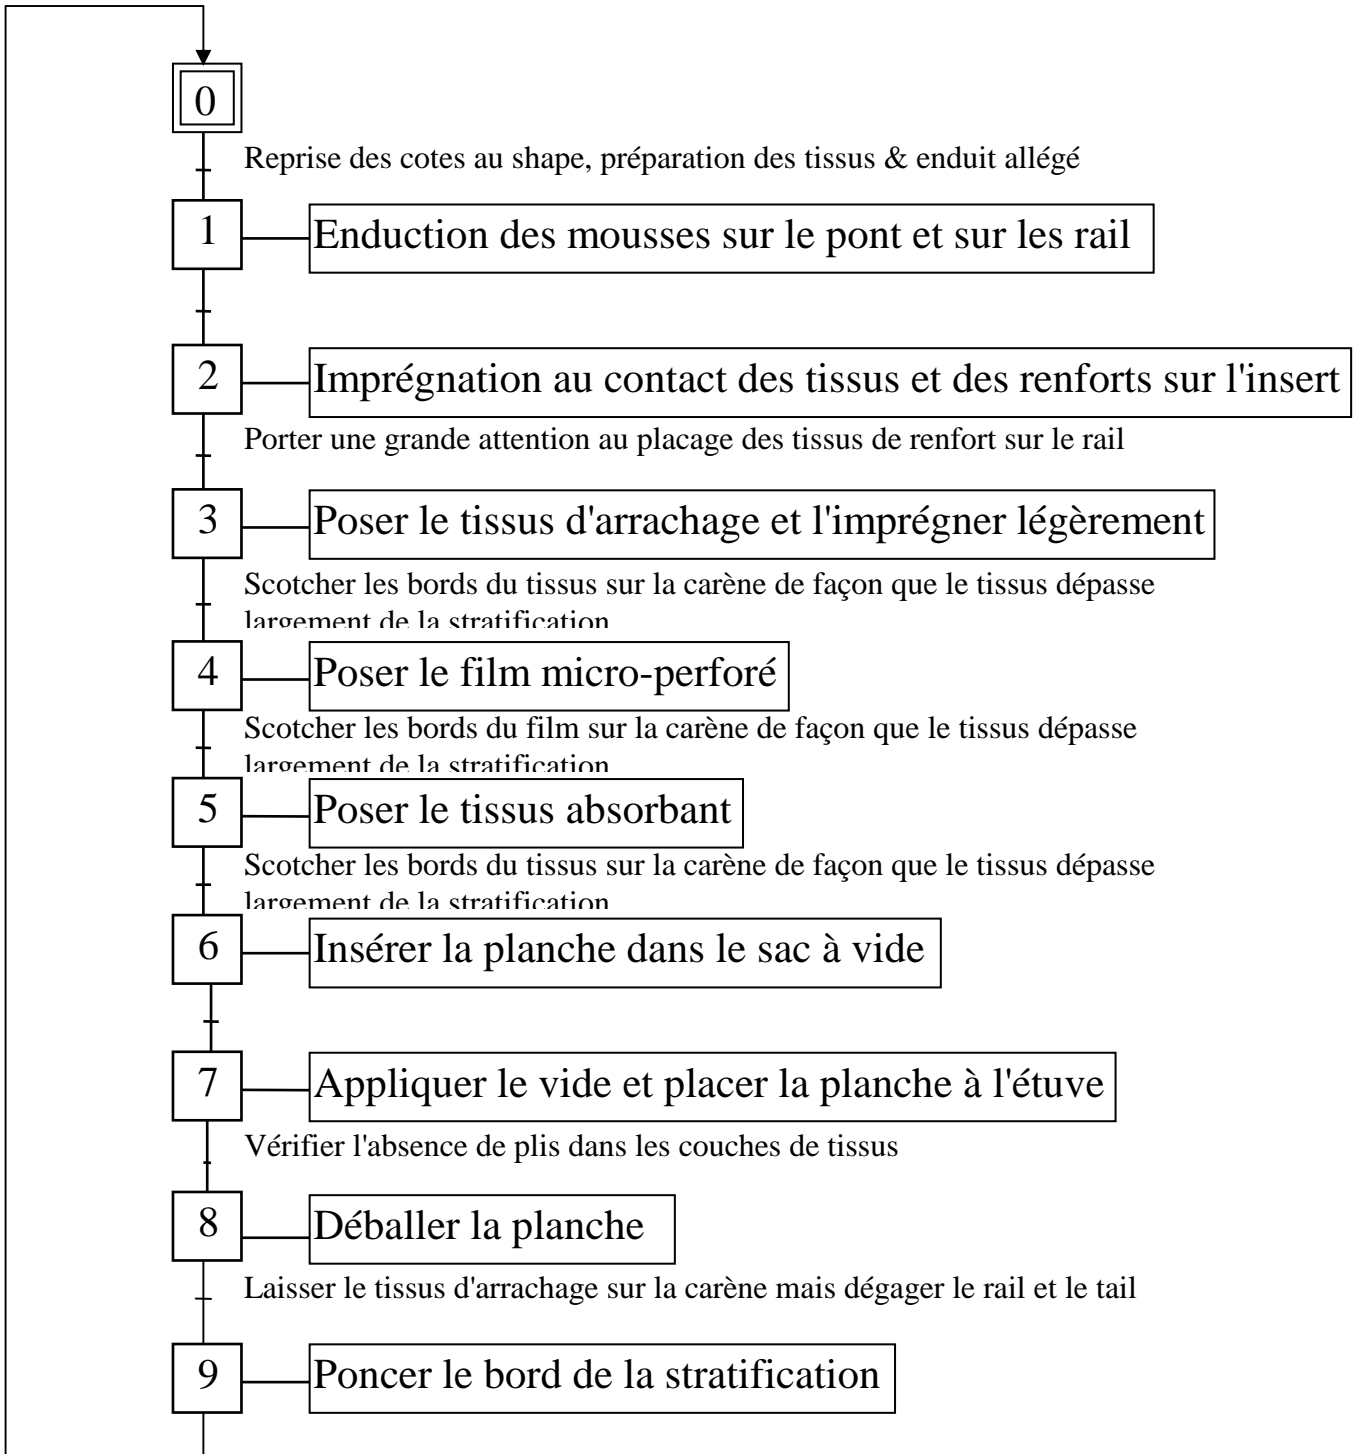 0
Reprise des cotes au shape, préparation des tissus & enduit allégé
1
Enduction des mousses sur le pont et sur les rail
2
Imprégnation au contact des tissus et des renforts sur l'insert
Porter une grande attention au placage des tissus de renfort sur le rail
3
Poser le tissus d'arrachage et l'imprégner légèrement
Scotcher les bords du tissus sur la carène de façon que le tissus dépasse
largement de la stratification
4
Poser le film micro-perforé
Scotcher les bords du film sur la carène de façon que le tissus dépasse
largement de la stratification
5
Poser le tissus absorbant
Scotcher les bords du tissus sur la carène de façon que le tissus dépasse
largement de la stratification
6
Insérer la planche dans le sac à vide
7
Appliquer le vide et placer la planche à l'étuve
Vérifier l'absence de plis dans les couches de tissus
8
Déballer la planche
Laisser le tissus d'arrachage sur la carène mais dégager le rail et le tail
9
Poncer le bord de la stratification